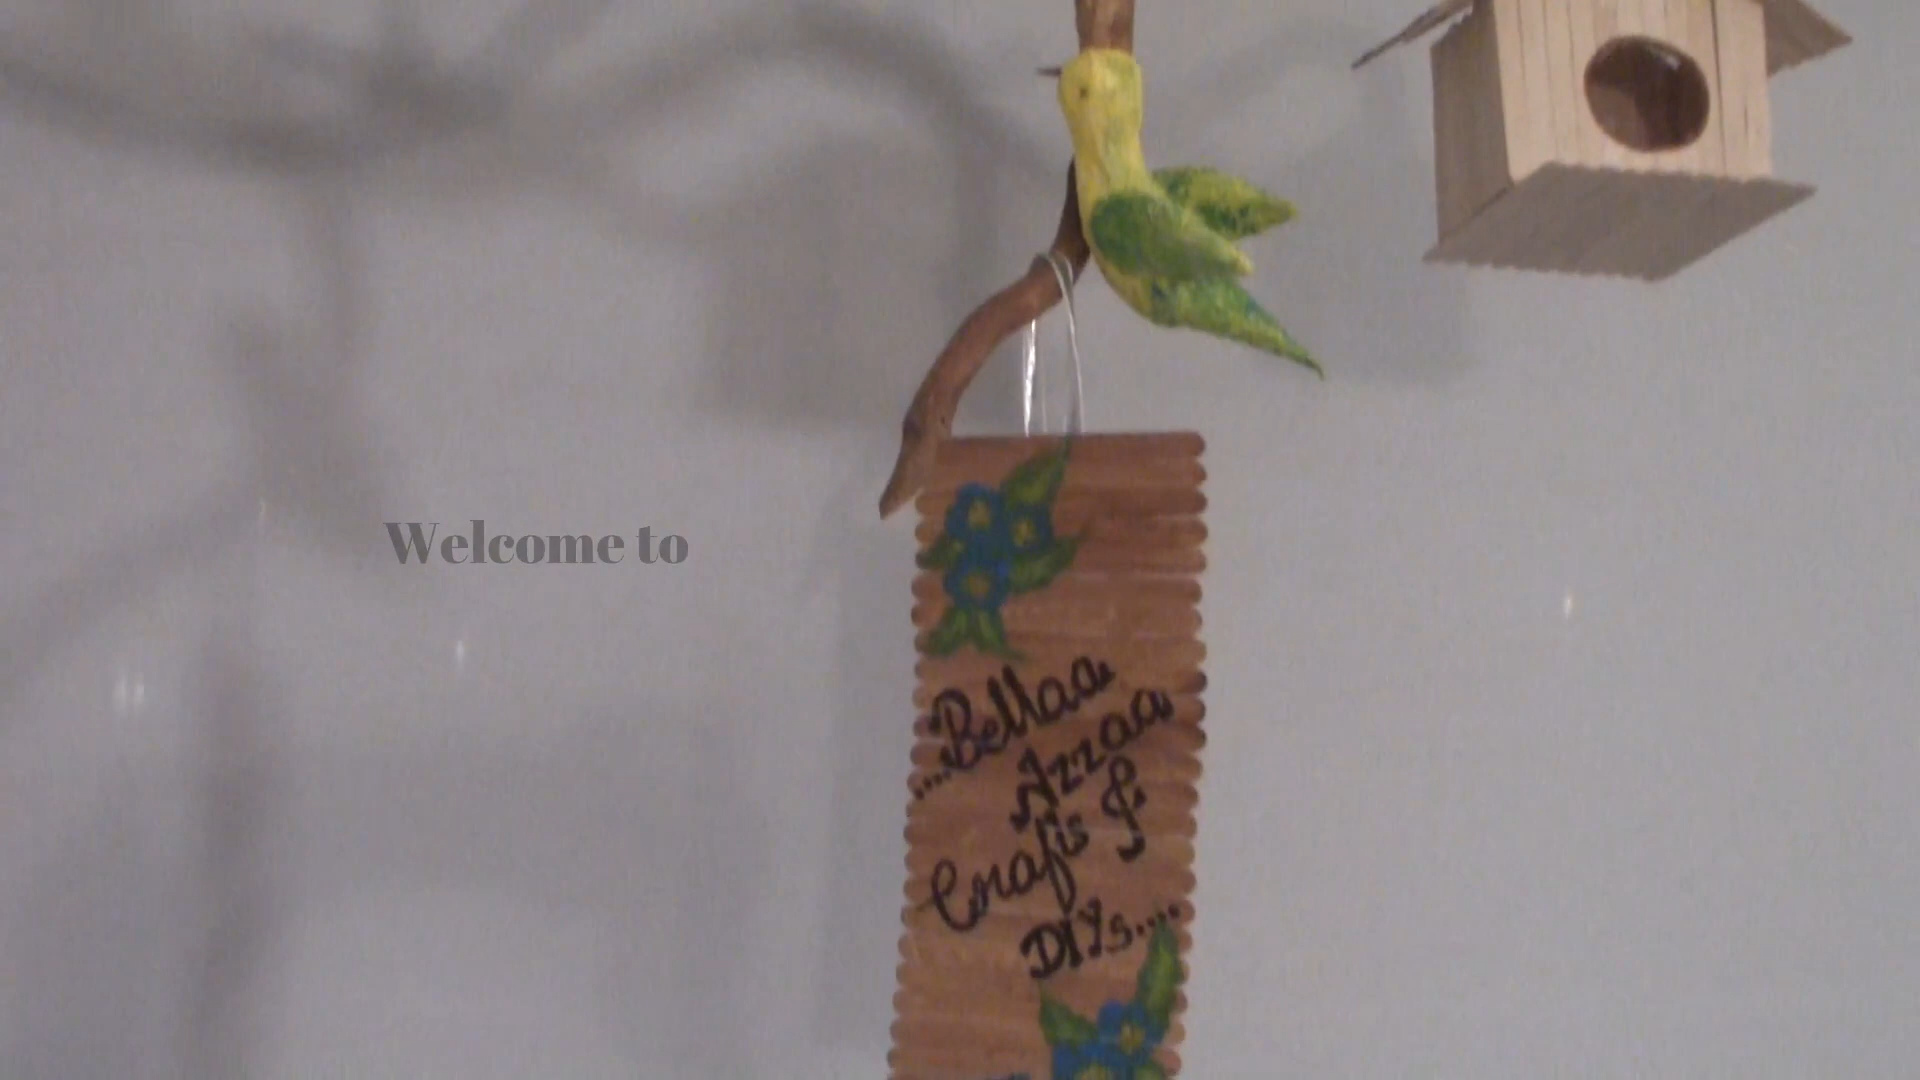 Welcome to
....Bellaa
Azzaa
Crafts &
DIYs....